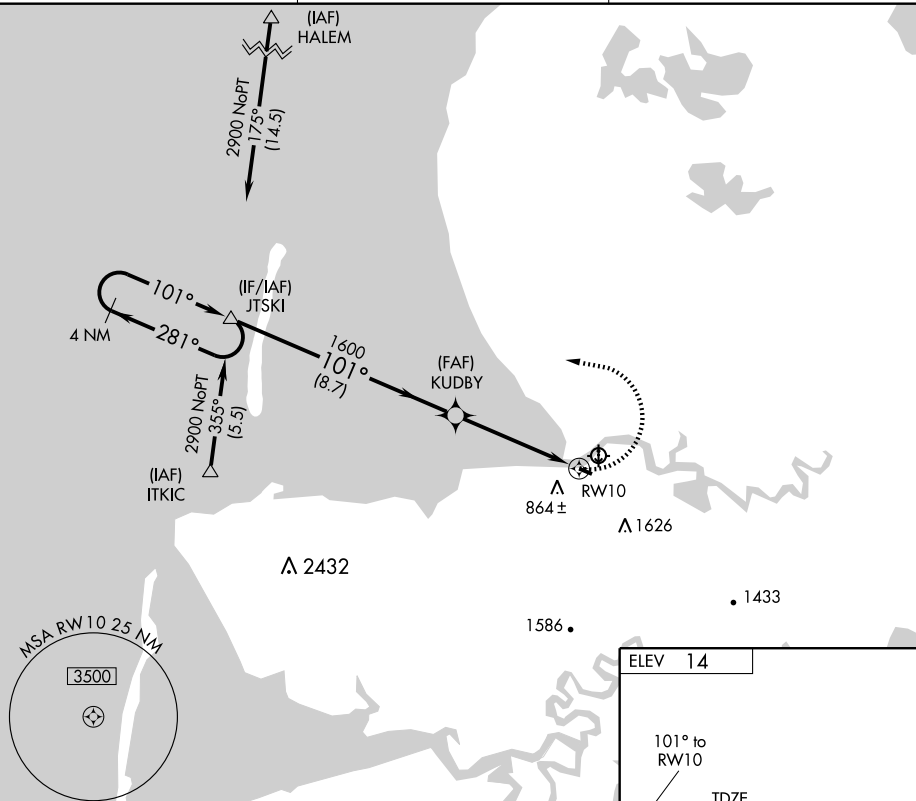 (IAF)
HALEM
2900 NoPT
175°
(14.5)
(IF/IAF)
JTSKI
101°
4 NM
281°
1600
101°
(8.7)
(FAF)
KUDBY
2900 NoPT
355°
(5.5)
(IAF)
ITKIC
RW10
864 ±
1626
2432
1433
1586
MSA RW10 25 NM
3500
ELEV 14
101° to
RW10
TDZE